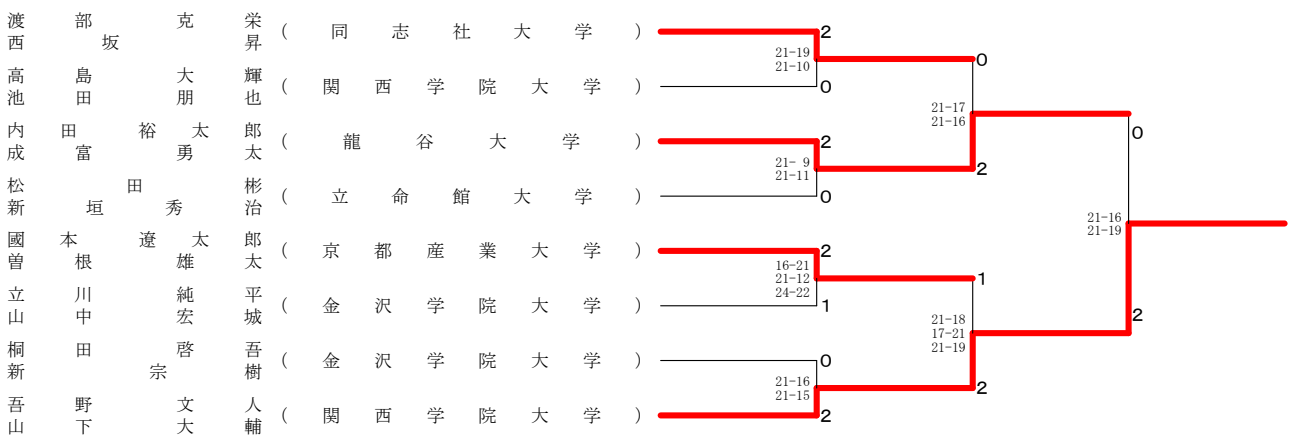 渡部克栄
西坂昇
(同志社大学)
2
21-19
21-10
0
高島大輝
池田朋也
(関西学院大学)
0
21-17
21-16
0
内田裕太郎
成富勇太
(龍谷大学)
2
21- 9
21-11
2
松田彬
新垣秀治
(立命館大学)
0
21-16
21-19
國本遼太郎
曽根雄太
(京都産業大学)
2
16-21
21-12
24-22
1
立川純平
山中宏城
(金沢学院大学)
1
21-18
17-21
21-19
2
桐田啓吾
新宗樹
(金沢学院大学)
0
21-16
21-15
2
吾野文人
山下大輔
(関西学院大学)
2